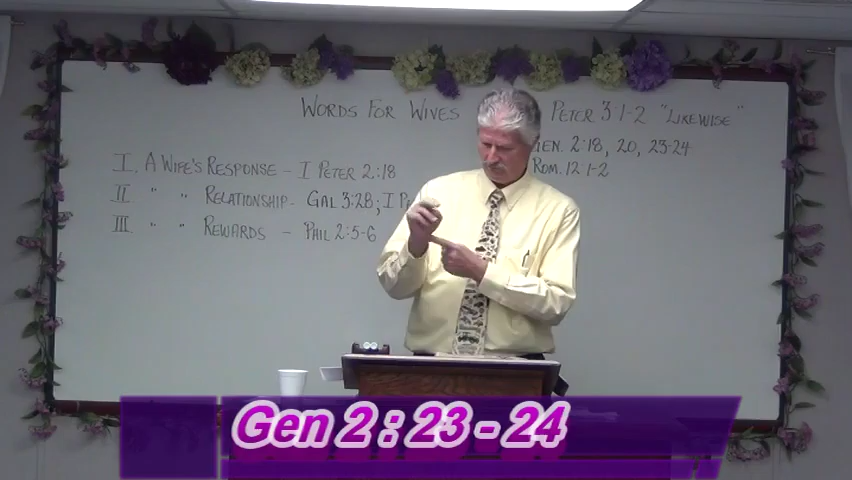 WORDS FOR WIVES PETER 3:1-2 "LIKEWISE"
GEN. 2:18, 20, 23-24
ROM. 12:1-2
I. A WIFE'S RESPONSE - I PETER 2:18
II " " RELATIONSHIP - GAL 3:28; I
III. " " REWARDS - PHIL 2:5-6
Gen 2 : 23 - 24